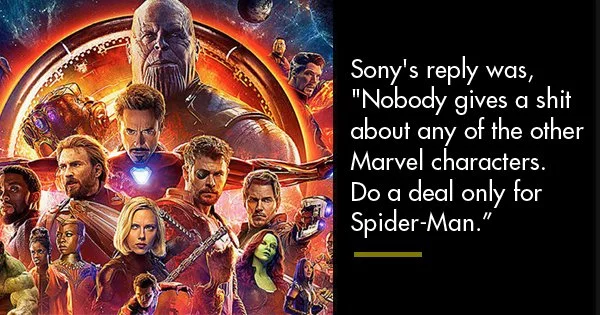 Sony's reply was,
"Nobody gives a shit
about any of the other
Marvel characters.
Do a deal only for
Spider-Man.”